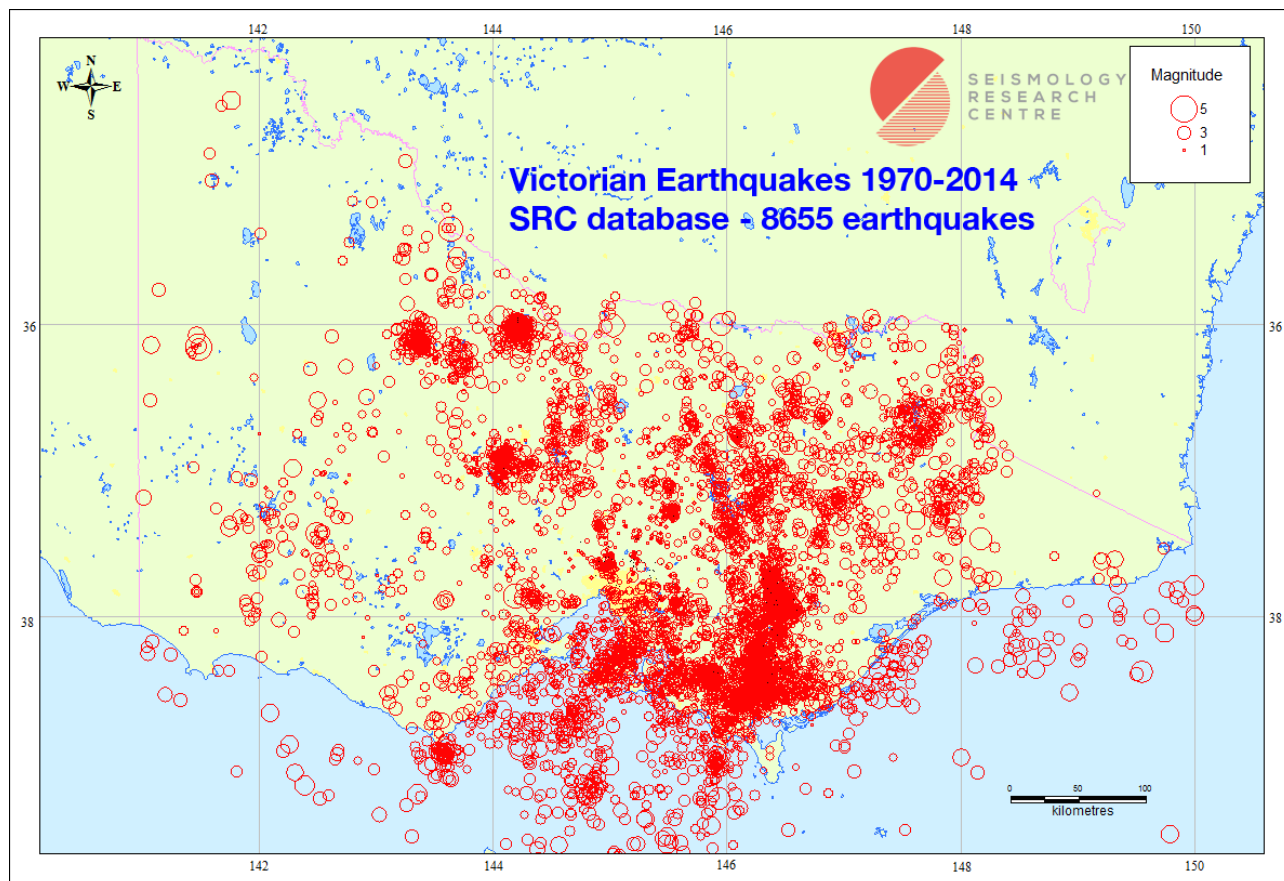 142 144 146 148 150
N
W E
S
SEISMOLOGY
RESEARCH
CENTRE
Magnitude
5
3
1
Victorian Earthquakes 1970-2014
SRC database - 8655 earthquakes
36 36
38 38
0 50 100
kilometres
142 144 146 148 150